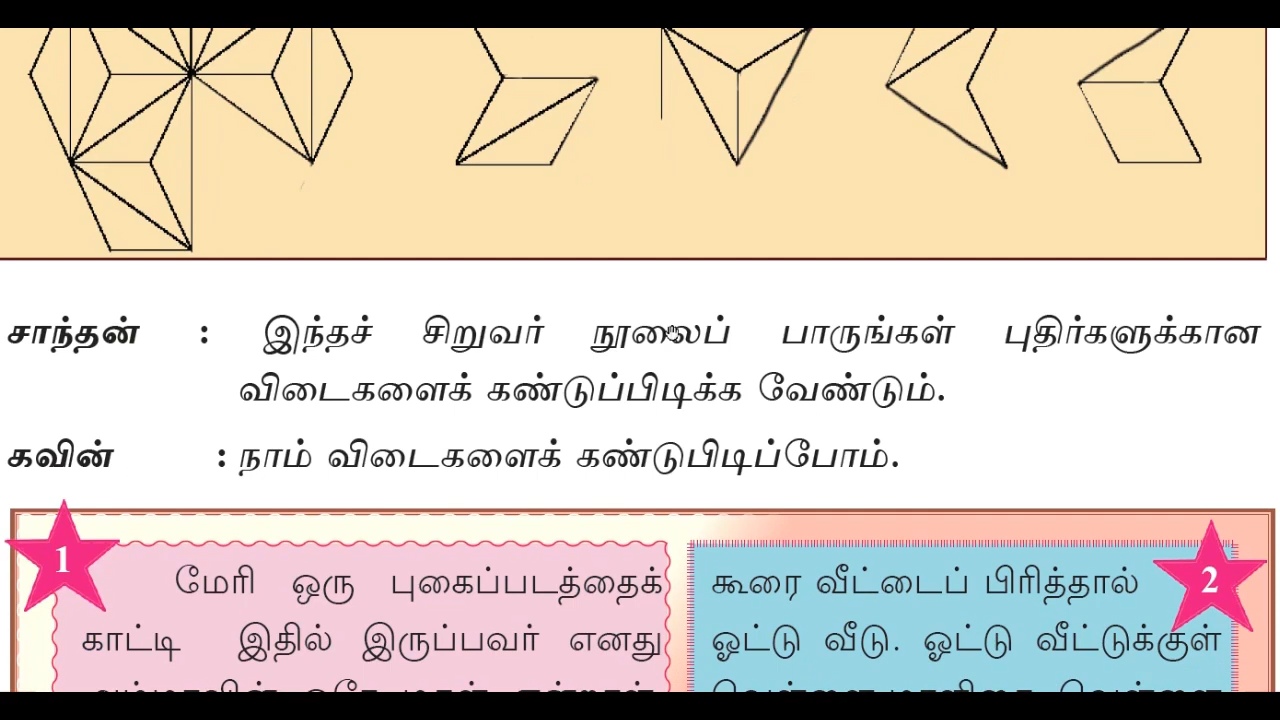 சாந்தன் : இந்தச் சிறுவர் நூலைப் பாருங்கள் புதிர்களுக்கான
விடைகளைக் கண்டுப்பிடிக்க வேண்டும்.
கவின் : நாம் விடைகளைக் கண்டுபிடிப்போம்.
1
மேரி ஒரு புகைப்படத்தைக்
காட்டி இதில் இருப்பவர் எனது
2
கூரை வீட்டைப் பிரித்தால்
ஓட்டு வீடு. ஓட்டு வீட்டுக்குள்